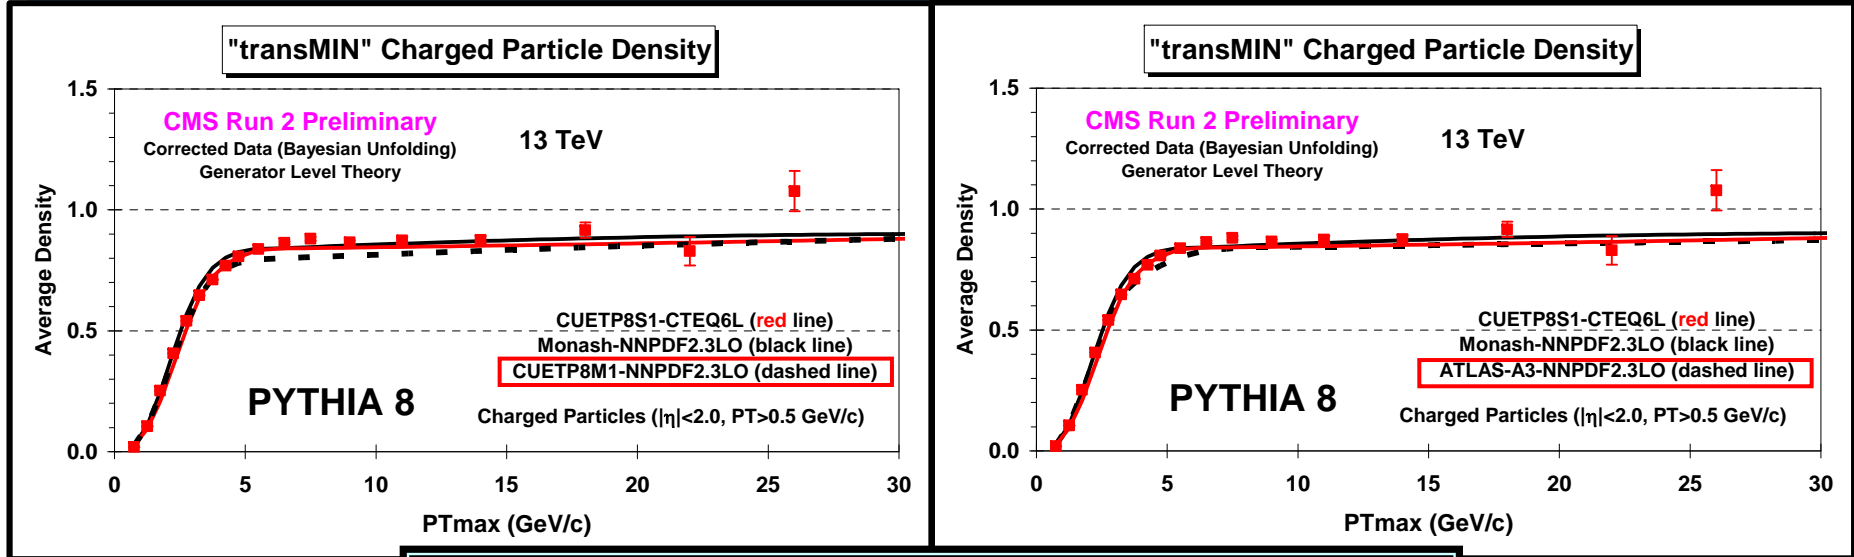 "transMIN" Charged Particle Density
1.5
1.0
0.5
0.0
Average Density
CMS Run 2 Preliminary
Corrected Data (Bayesian Unfolding)
Generator Level Theory
13 TeV
CUETP8S1-CTEQ6L (red line)
Monash-NNPDF2.3LO (black line)
CUETP8M1-NNPDF2.3LO (dashed line)
PYTHIA 8
Charged Particles (|η|<2.0, PT>0.5 GeV/c)
0 5 10 15 20 25 30
PTmax (GeV/c)
"transMIN" Charged Particle Density
1.5
1.0
0.5
0.0
Average Density
CMS Run 2 Preliminary
Corrected Data (Bayesian Unfolding)
Generator Level Theory
13 TeV
CUETP8S1-CTEQ6L (red line)
Monash-NNPDF2.3LO (black line)
ATLAS-A3-NNPDF2.3LO (dashed line)
PYTHIA 8
Charged Particles (|η|<2.0, PT>0.5 GeV/c)
0 5 10 15 20 25 30
PTmax (GeV/c)